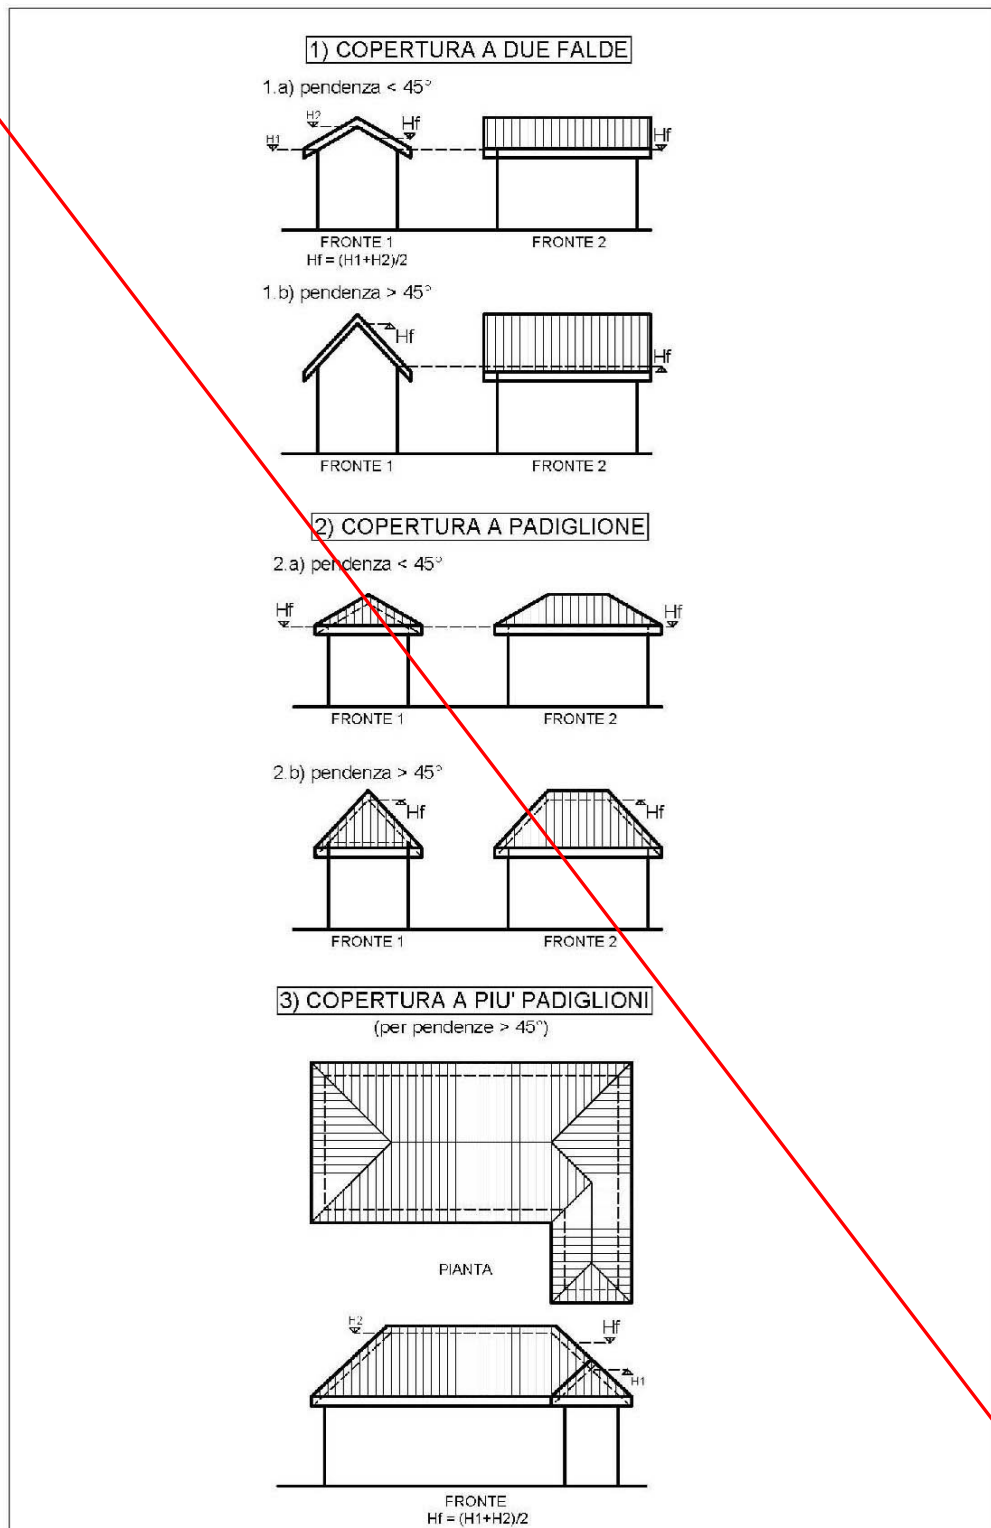 1) COPERTURA A DUE FALDE
1.a) pendenza < 45°
H2
Hf
H1
Hf
FRONTE 1
FRONTE 2
Hf = (H1+H2)/2
1.b) pendenza > 45°
Hf
Hf
FRONTE 1
FRONTE 2
2) COPERTURA A PADIGLIONE
2.a) pendenza < 45°
Hf
Hf
FRONTE 1
FRONTE 2
2.b) pendenza > 45°
Hf
Hf
FRONTE 1
FRONTE 2
3) COPERTURA A PIU' PADIGLIONI
(per pendenze > 45°)
PIANTA
H2
Hf
H1
FRONTE
Hf = (H1+H2)/2